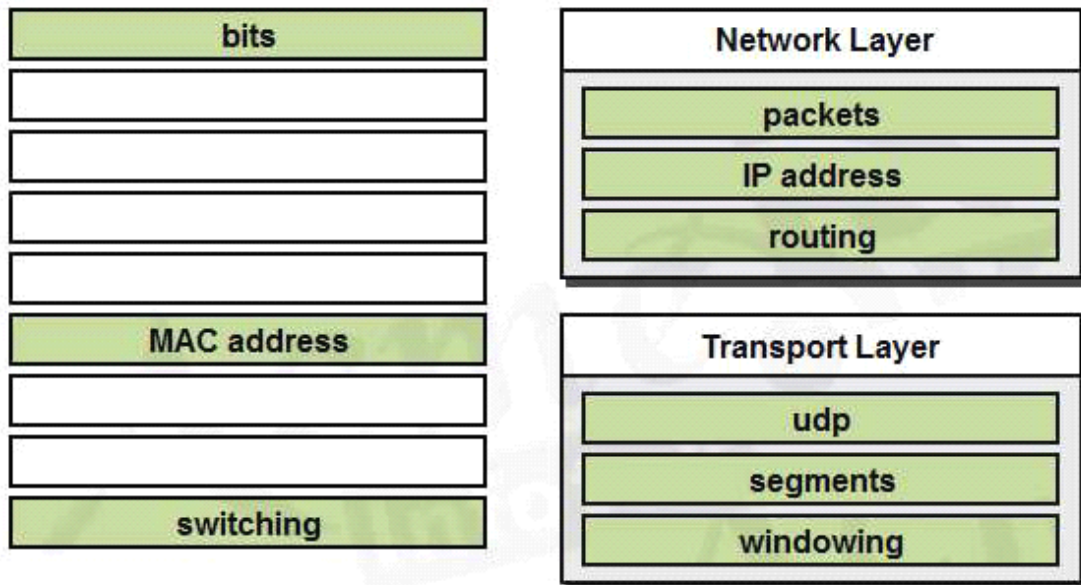 bits
MAC address
switching
Network Layer
packets
IP address
routing
Transport Layer
udp
segments
windowing